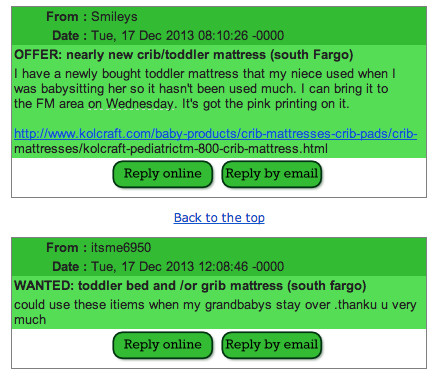 From : Smileys
Date : Tue, 17 Dec 2013 08:10:26 -0000
OFFER: nearly new crib/toddler mattress (south Fargo)
I have a newly bought toddler mattress that my niece used when I
was babysitting her so it hasn't been used much. I can bring it to
the FM area on Wednesday. It's got the pink printing on it.
http://www.kolcraft.com/baby-products/crib-mattresses-crib-pads/crib-
mattresses/kolcraft-pediatrictm-800-crib-mattress.html
Reply online Reply by email
Back to the top
From : itsme6950
Date : Tue, 17 Dec 2013 12:08:46 -0000
WANTED: toddler bed and /or grib mattress (south fargo)
could use these itiems when my grandbabys stay over .thanku u very
much
Reply online Reply by email